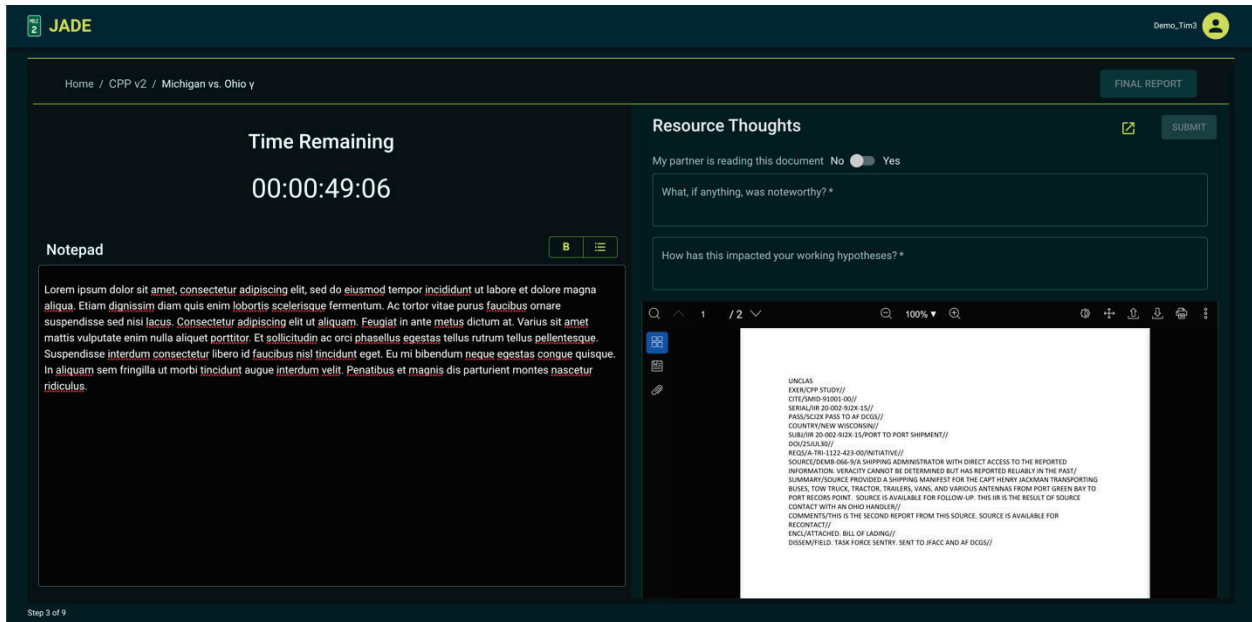 MILE 2 JADE
Demo_Tim3
Home / CPP v2 / Michigan vs. Ohio γ
FINAL REPORT
Time Remaining
00:00:49:06
Notepad
B
Lorem ipsum dolor sit amet, consectetur adipiscing elit, sed do eiusmod tempor incididunt ut labore et dolore magna
aliqua. Etiam dignissim diam quis enim lobortis scelerisque fermentum. Ac tortor vitae purus faucibus ornare
suspendisse sed nisi lacus. Consectetur adipiscing elit ut aliquam. Feugiat in ante metus dictum at. Varius sit amet
mattis vulputate enim nulla aliquet porttitor. Et sollicitudin ac orci phasellus egestas tellus rutrum tellus pellentesque.
Suspendisse interdum consectetur libero id faucibus nisl tincidunt eget. Eu mi bibendum neque egestas congue quisque.
In aliquam sem fringilla ut morbi tincidunt augue interdum velit. Penatibus et magnis dis parturient montes nascetur
ridiculus.
Resource Thoughts
SUBMIT
My partner is reading this document No Yes
What, if anything, was noteworthy? *
How has this impacted your working hypotheses? *
1 / 2 100%
UNCLAS
EXER/CPP STUDY//
CITE/SMID-91001-00//
SERIAL/IIR 20-002-9J2X-15//
PASS/SCJ2X PASS TO AF DCGS//
COUNTRY/NEW WISCONSIN//
SUBJ/IIR 20-002-9J2X-15/PORT TO PORT SHIPMENT//
DOI/25JUL30//
REQS/A-TRI-1122-423-00/INITIATIVE//
SOURCE/DEMB-066-9/A SHIPPING ADMINISTRATOR WITH DIRECT ACCESS TO THE REPORTED
INFORMATION. VERACITY CANNOT BE DETERMINED BUT HAS REPORTED RELIABLY IN THE PAST/
SUMMARY/SOURCE PROVIDED A SHIPPING MANIFEST FOR THE CAPT HENRY JACKMAN TRANSPORTING
BUSES, TOW TRUCK, TRACTOR, TRAILERS, VANS, AND VARIOUS ANTENNAS FROM PORT GREEN BAY TO
PORT RECORS POINT. SOURCE IS AVAILABLE FOR FOLLOW-UP. THIS IIR IS THE RESULT OF SOURCE
CONTACT WITH AN OHIO HANDLER//
COMMENTS/THIS IS THE SECOND REPORT FROM THIS SOURCE. SOURCE IS AVAILABLE FOR
RECONTACT//
ENCL/ATTACHED. BILL OF LADING//
DISSEM/FIELD. TASK FORCE SENTRY. SENT TO JFACC AND AF DCGS//
Step 3 of 9